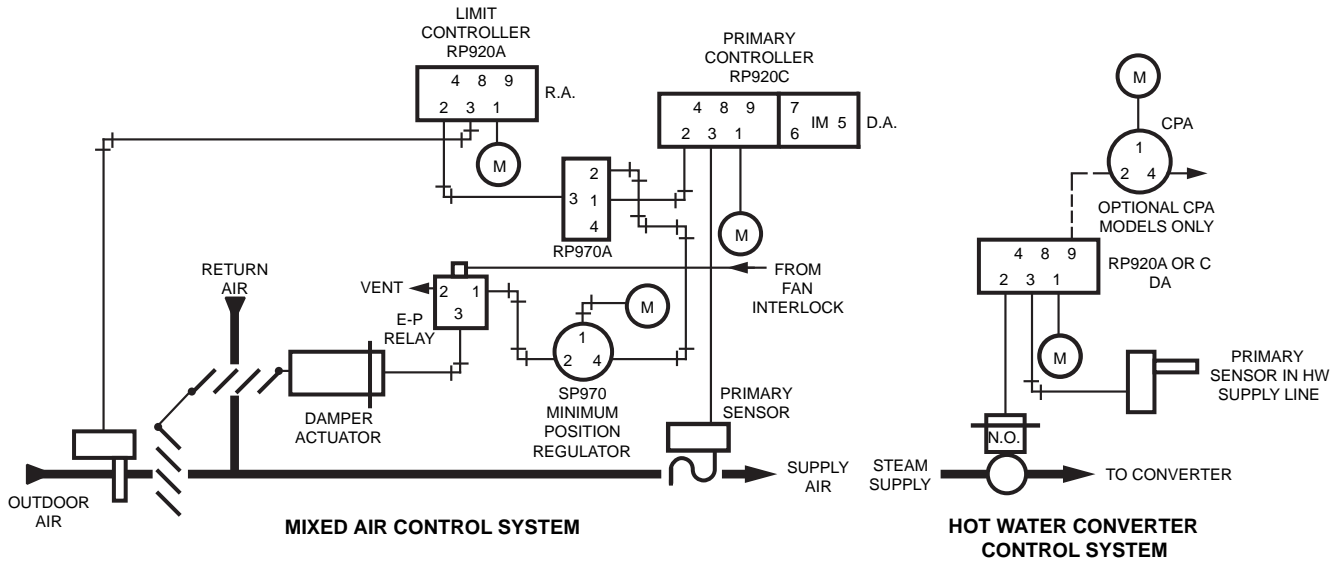 LIMIT
CONTROLLER
RP920A
4 8 9
2 3 1
R.A.
M
PRIMARY
CONTROLLER
RP920C
4 8 9
2 3 1
7
6
IM 5
D.A.
M
2
3 1
4
RP970A
RETURN
AIR
VENT
2 1
3
E-P
RELAY
FROM
FAN
INTERLOCK
M
1
2 4
SP970
MINIMUM
POSITION
REGULATOR
DAMPER
ACTUATOR
PRIMARY
SENSOR
OUTDOOR
AIR
SUPPLY
AIR
MIXED AIR CONTROL SYSTEM
M
CPA
1
2 4
OPTIONAL CPA
MODELS ONLY
4 8 9
2 3 1
RP920A OR C
DA
M
PRIMARY
SENSOR IN HW
SUPPLY LINE
N.O.
STEAM
SUPPLY
TO CONVERTER
HOT WATER CONVERTER
CONTROL SYSTEM